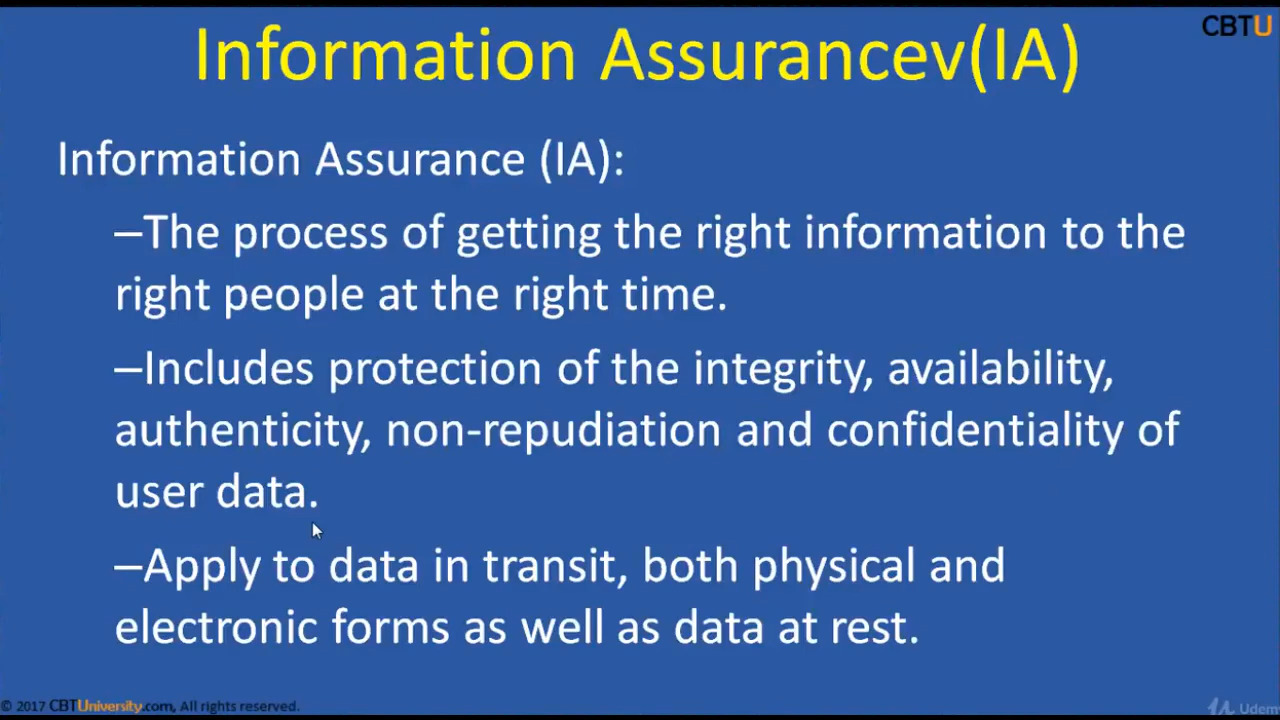 CBTU
Information Assurancev(IA)
Information Assurance (IA):
–The process of getting the right information to the
right people at the right time.
–Includes protection of the integrity, availability,
authenticity, non-repudiation and confidentiality of
user data.
–Apply to data in transit, both physical and
electronic forms as well as data at rest.
© 2017 CBTUniversity.com, All rights reserved.
Udem